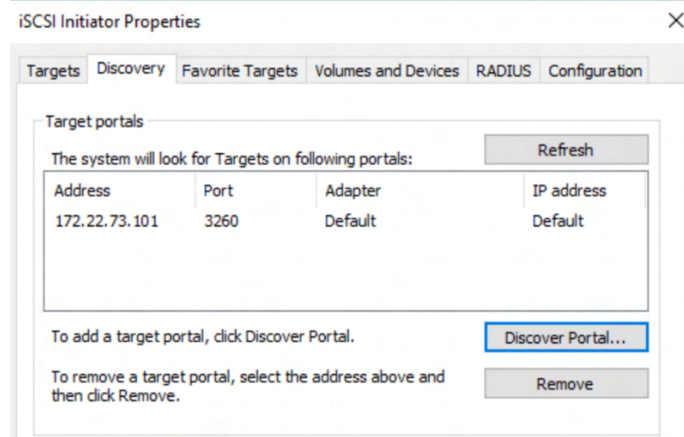 iSCSI Initiator Properties
Targets Discovery Favorite Targets Volumes and Devices RADIUS Configuration
Target portals
The system will look for Targets on following portals:
Refresh
Address Port Adapter IP address
172.22.73.101 3260 Default Default
To add a target portal, click Discover Portal.
Discover Portal...
To remove a target portal, select the address above and
then click Remove.
Remove